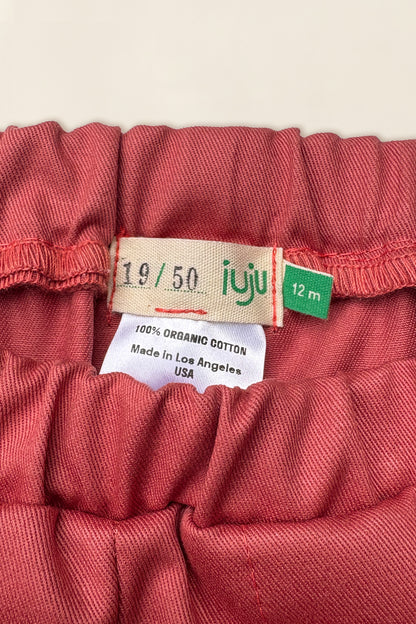 19/50 juju
12 m
100% ORGANIC COTTON
Made in Los Angeles
USA